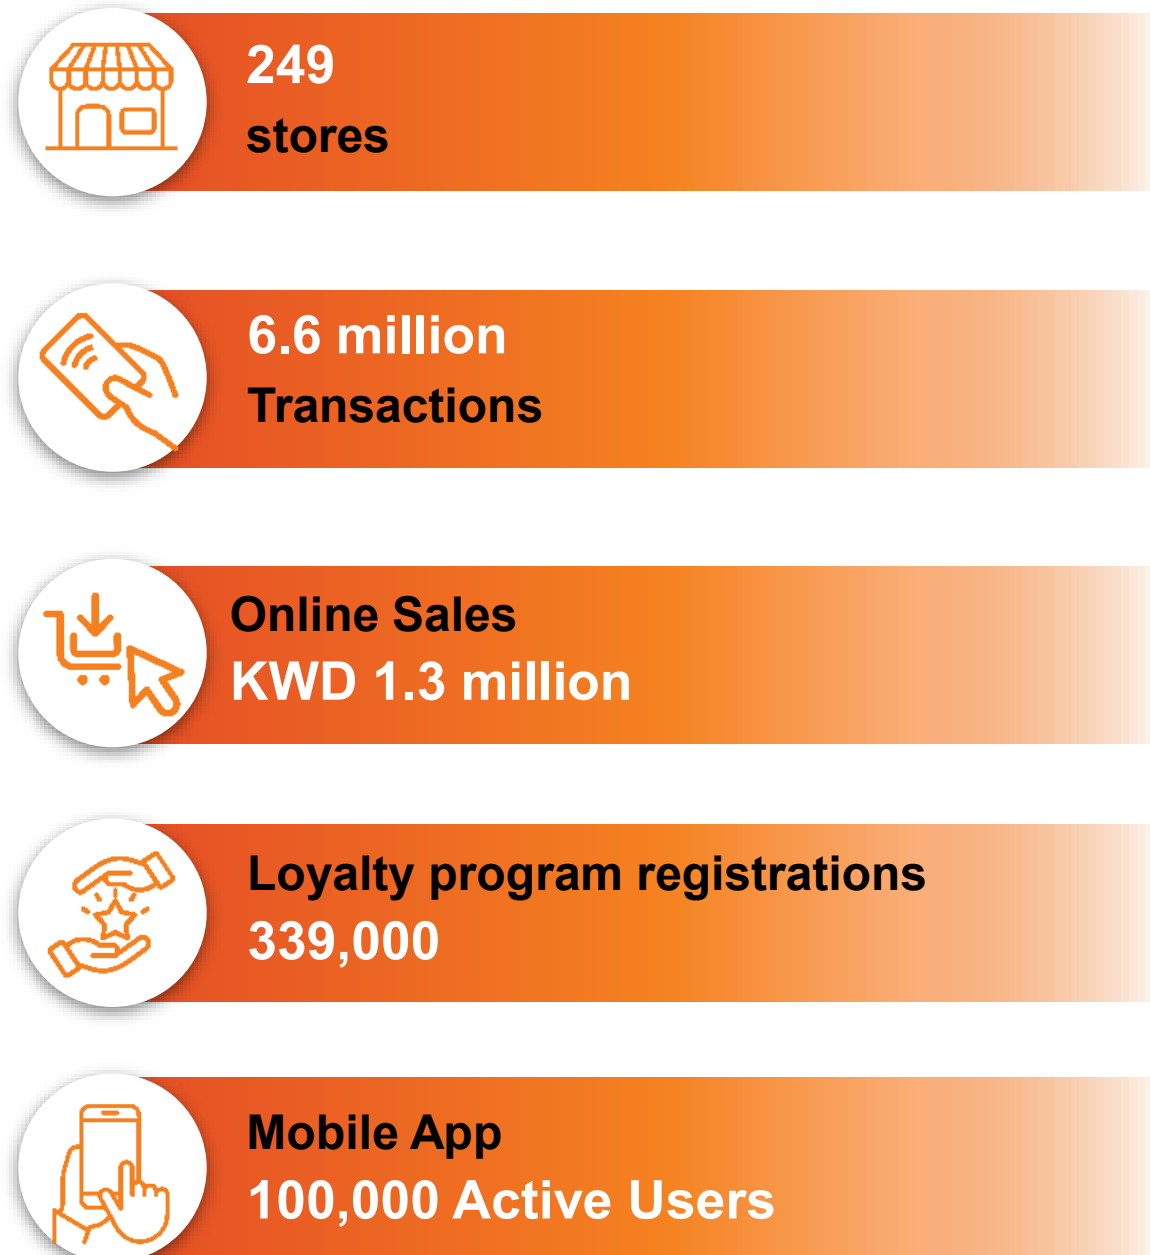 249
stores
6.6 million
Transactions
Online Sales
KWD 1.3 million
Loyalty program registrations
339,000
Mobile App
100,000 Active Users